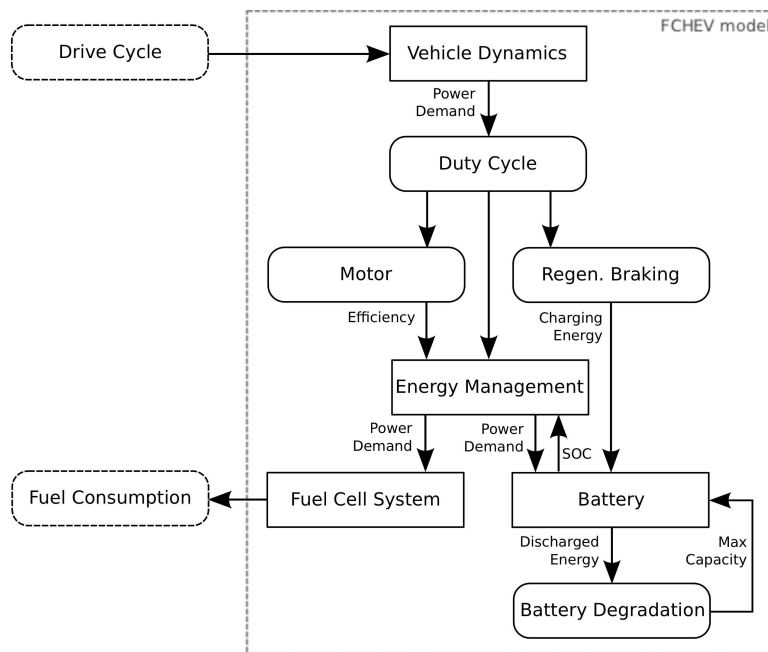 FCHEV model
Drive Cycle
Vehicle Dynamics
Power
Demand
Duty Cycle
Motor
Regen. Braking
Efficiency
Charging
Energy
Energy Management
Power
Demand
Power
Demand
SOC
Fuel Consumption
Fuel Cell System
Battery
Discharged
Energy
Max
Capacity
Battery Degradation